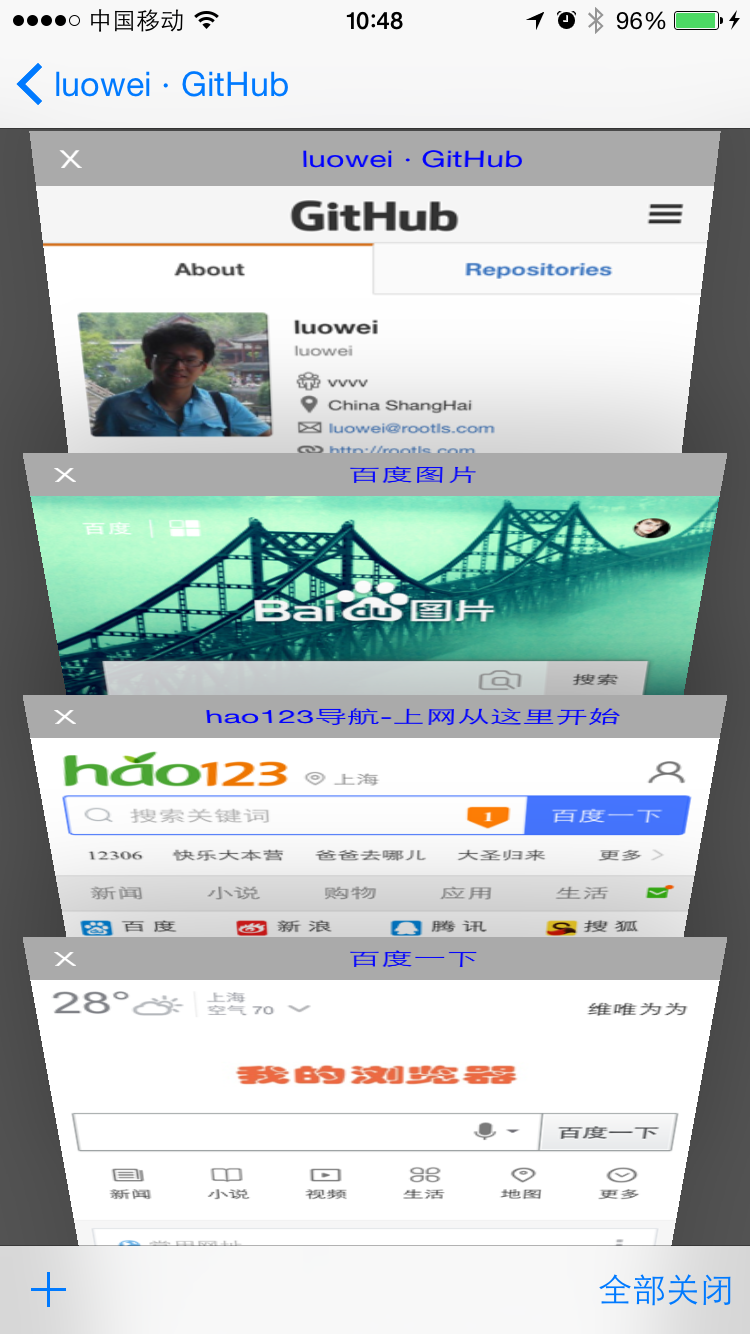 中国移动 10:48 96%
luowei · GitHub
luowei · GitHub
GitHub
About Repositories
luowei
luowei
vvvv
China ShangHai
luowei@rootls.com
http://rootls.com
百度图片
百度
Bai du 图片
搜索
hao123导航-上网从这里开始
hao123 上海
搜索关键词 1 百度一下
12306 快乐大本营 爸爸去哪儿 大圣归来 更多
新闻 小说 购物 应用 生活
百度 新浪 腾讯 搜狐
百度一下
28° 上海
空气 70 维唯为为
我的浏览器
百度一下
新闻 小说 视频 生活 地图 更多
全部关闭